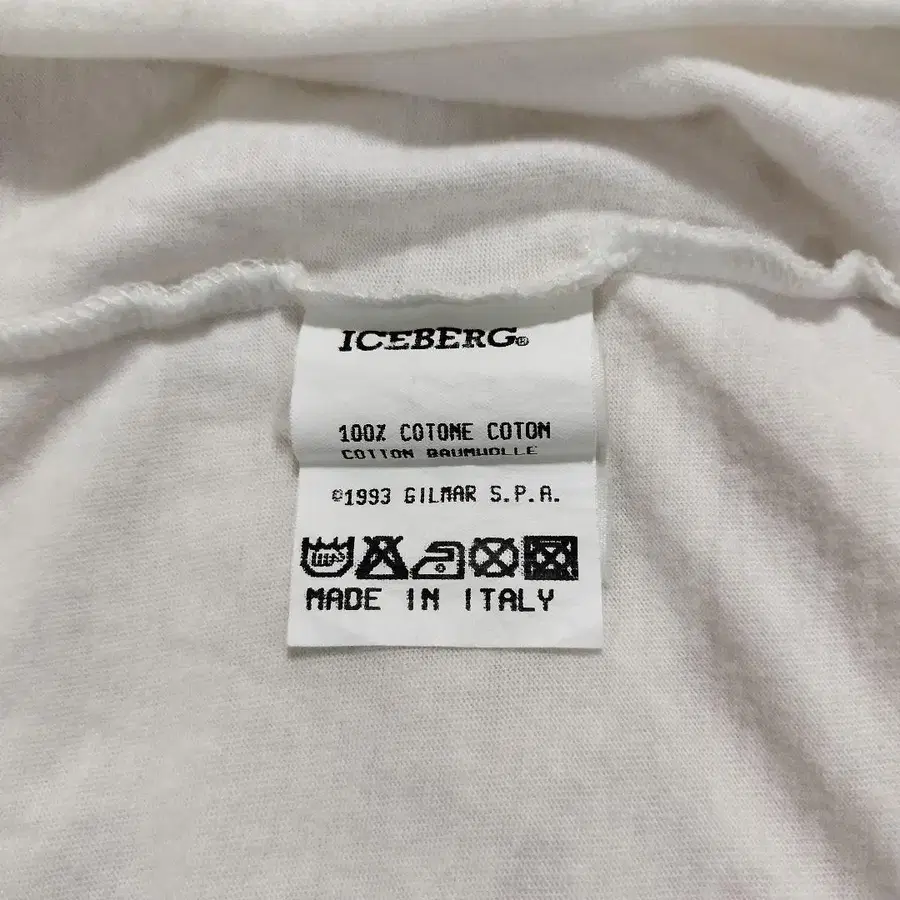 ICEBERG®
100% COTONE COTON
COTTON BAUMWOLLE
©1993 GILMAR S.P.A.
MADE IN ITALY